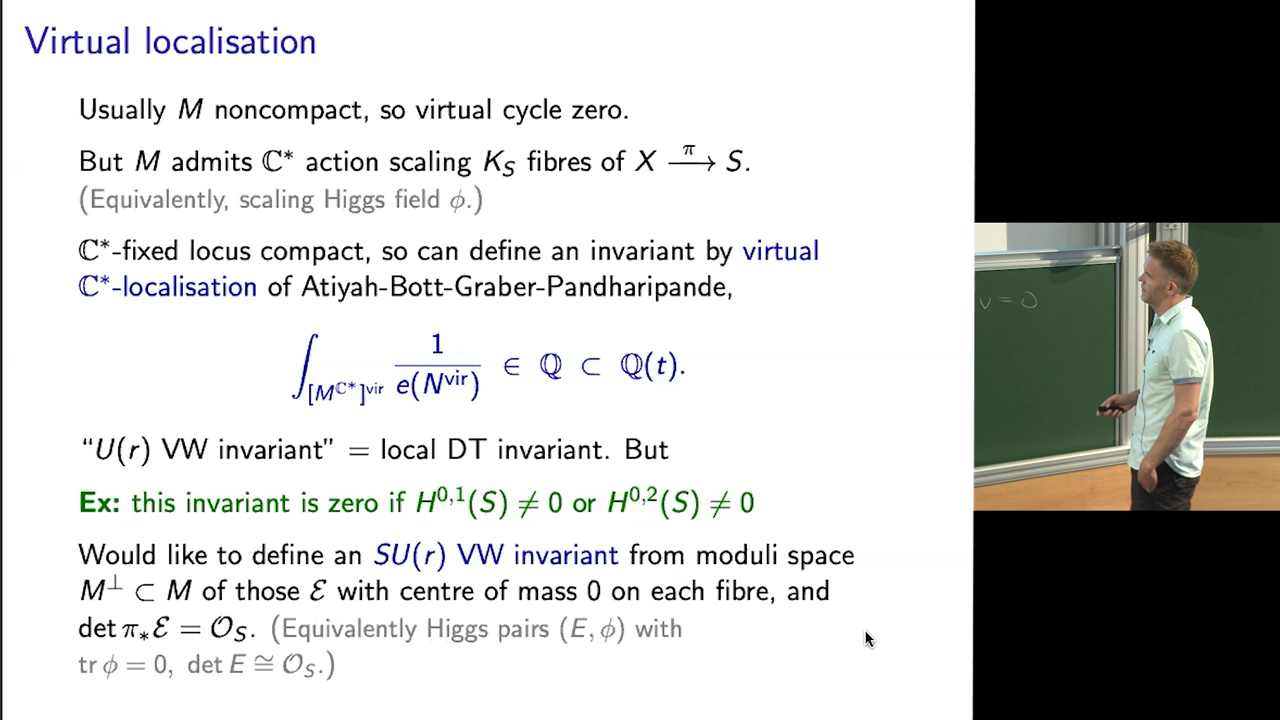 Virtual localisation
Usually M noncompact, so virtual cycle zero.
But M admits ℂ* action scaling K_S fibres of X —π→ S.
(Equivalently, scaling Higgs field ϕ.)
ℂ*-fixed locus compact, so can define an invariant by virtual
ℂ*-localisation of Atiyah-Bott-Graber-Pandharipande,
∫_{[M^{ℂ*}]^{vir}} 1/e(N^{vir}) ∈ ℚ ⊂ ℚ(t).
“U(r) VW invariant” = local DT invariant. But
Ex: this invariant is zero if H^{0,1}(S) ≠ 0 or H^{0,2}(S) ≠ 0
Would like to define an SU(r) VW invariant from moduli space
M^⊥ ⊂ M of those ℰ with centre of mass 0 on each fibre, and
det π_*ℰ = 𝒪_S. (Equivalently Higgs pairs (E, ϕ) with
tr ϕ = 0, det E ≅ 𝒪_S.)
v = 0